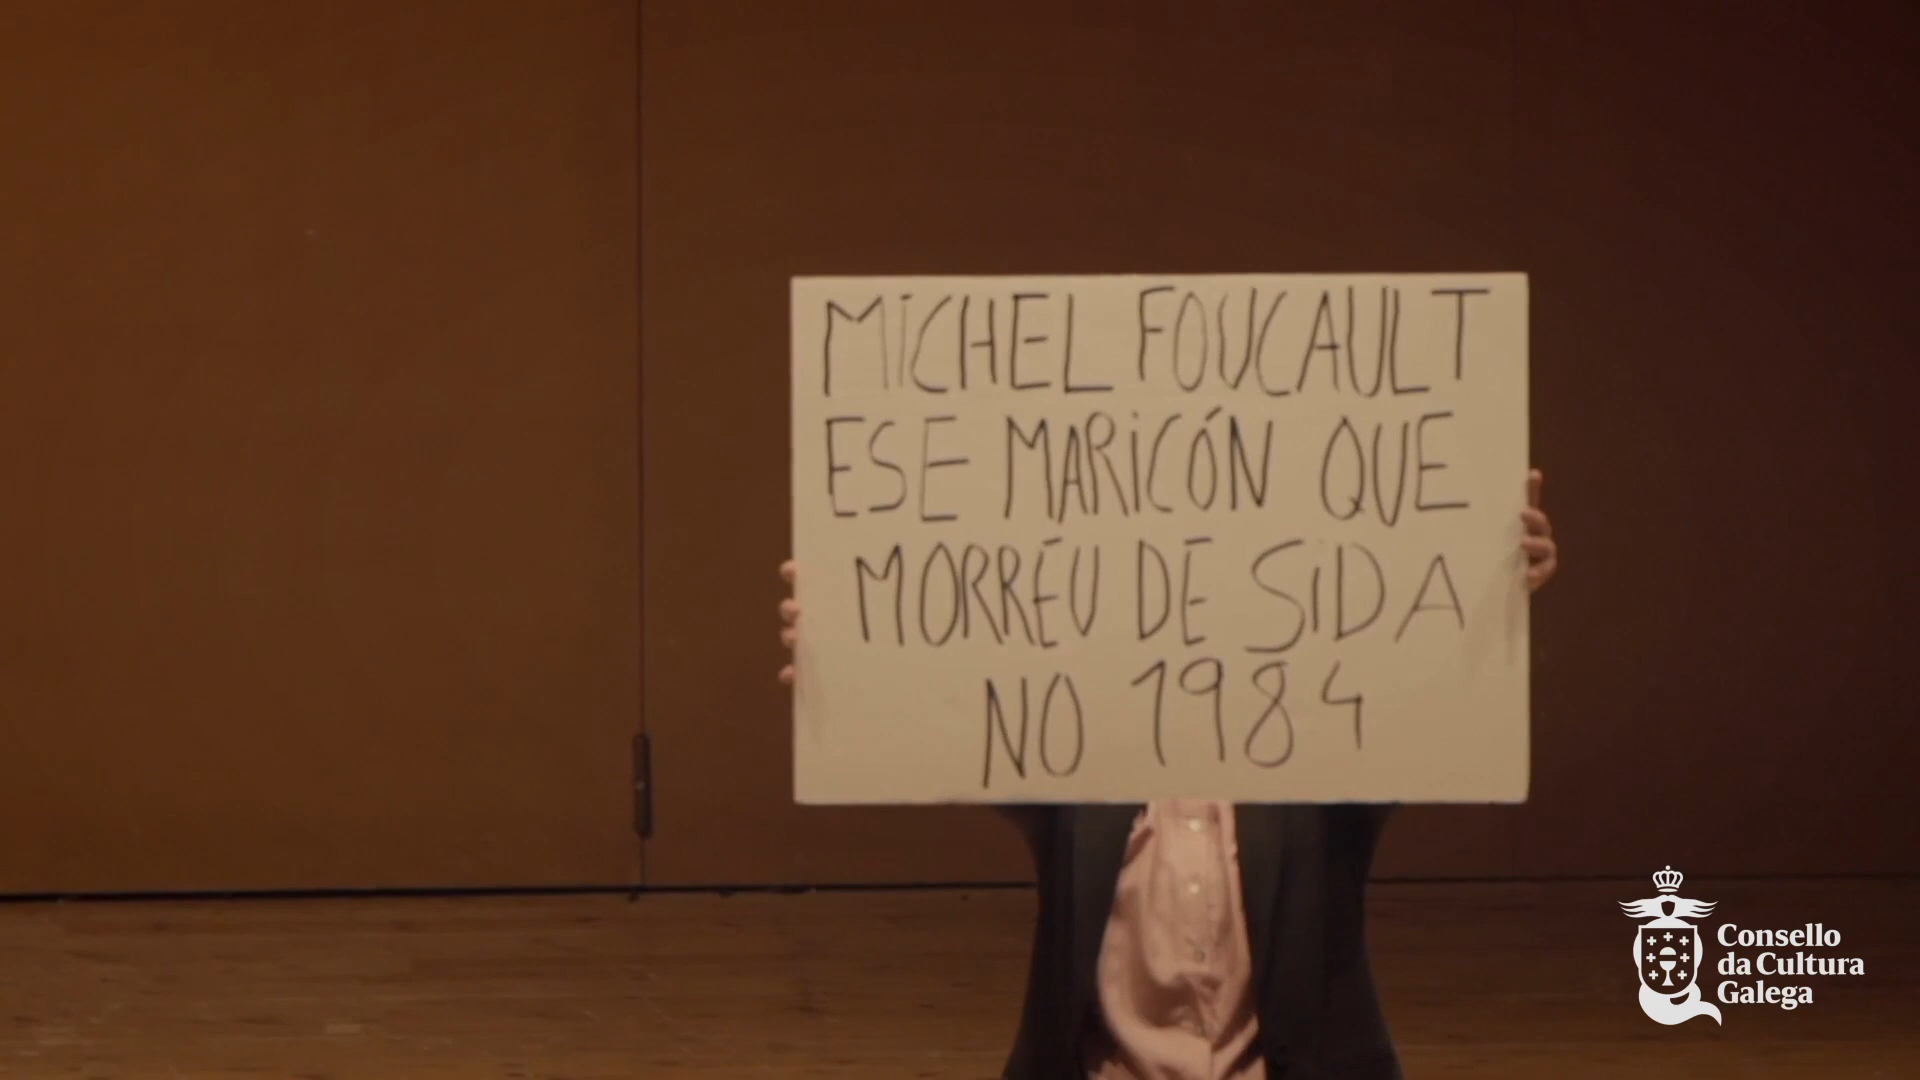 MICHEL FOUCAULT
ESE MARICÓN QUE
MORREU DE SIDA
NO 1984
Consello
da Cultura
Galega